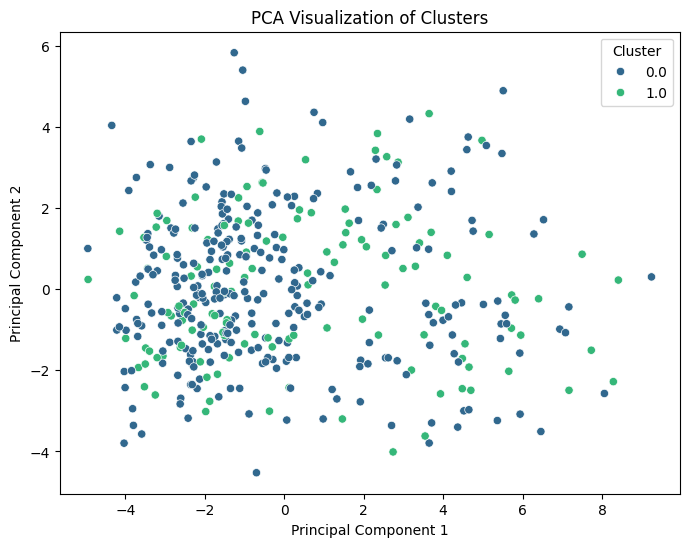 PCA Visualization of Clusters
Cluster
0.0
1.0
6
4
2
0
−2
−4
Principal Component 2
−4 −2 0 2 4 6 8
Principal Component 1